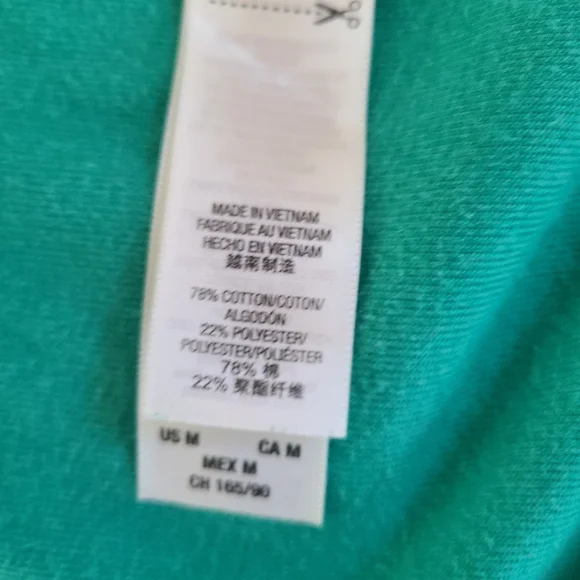 MADE IN VIETNAM
FABRIQUE AU VIETNAM
HECHO EN VIETNAM
越南制造
78% COTTON/COTON/
ALGODÓN
22% POLYESTER/
POLYESTER/POLIÉSTER
78% 棉
22% 聚酯纤维
US M CA M
MEX M
CH 165/90